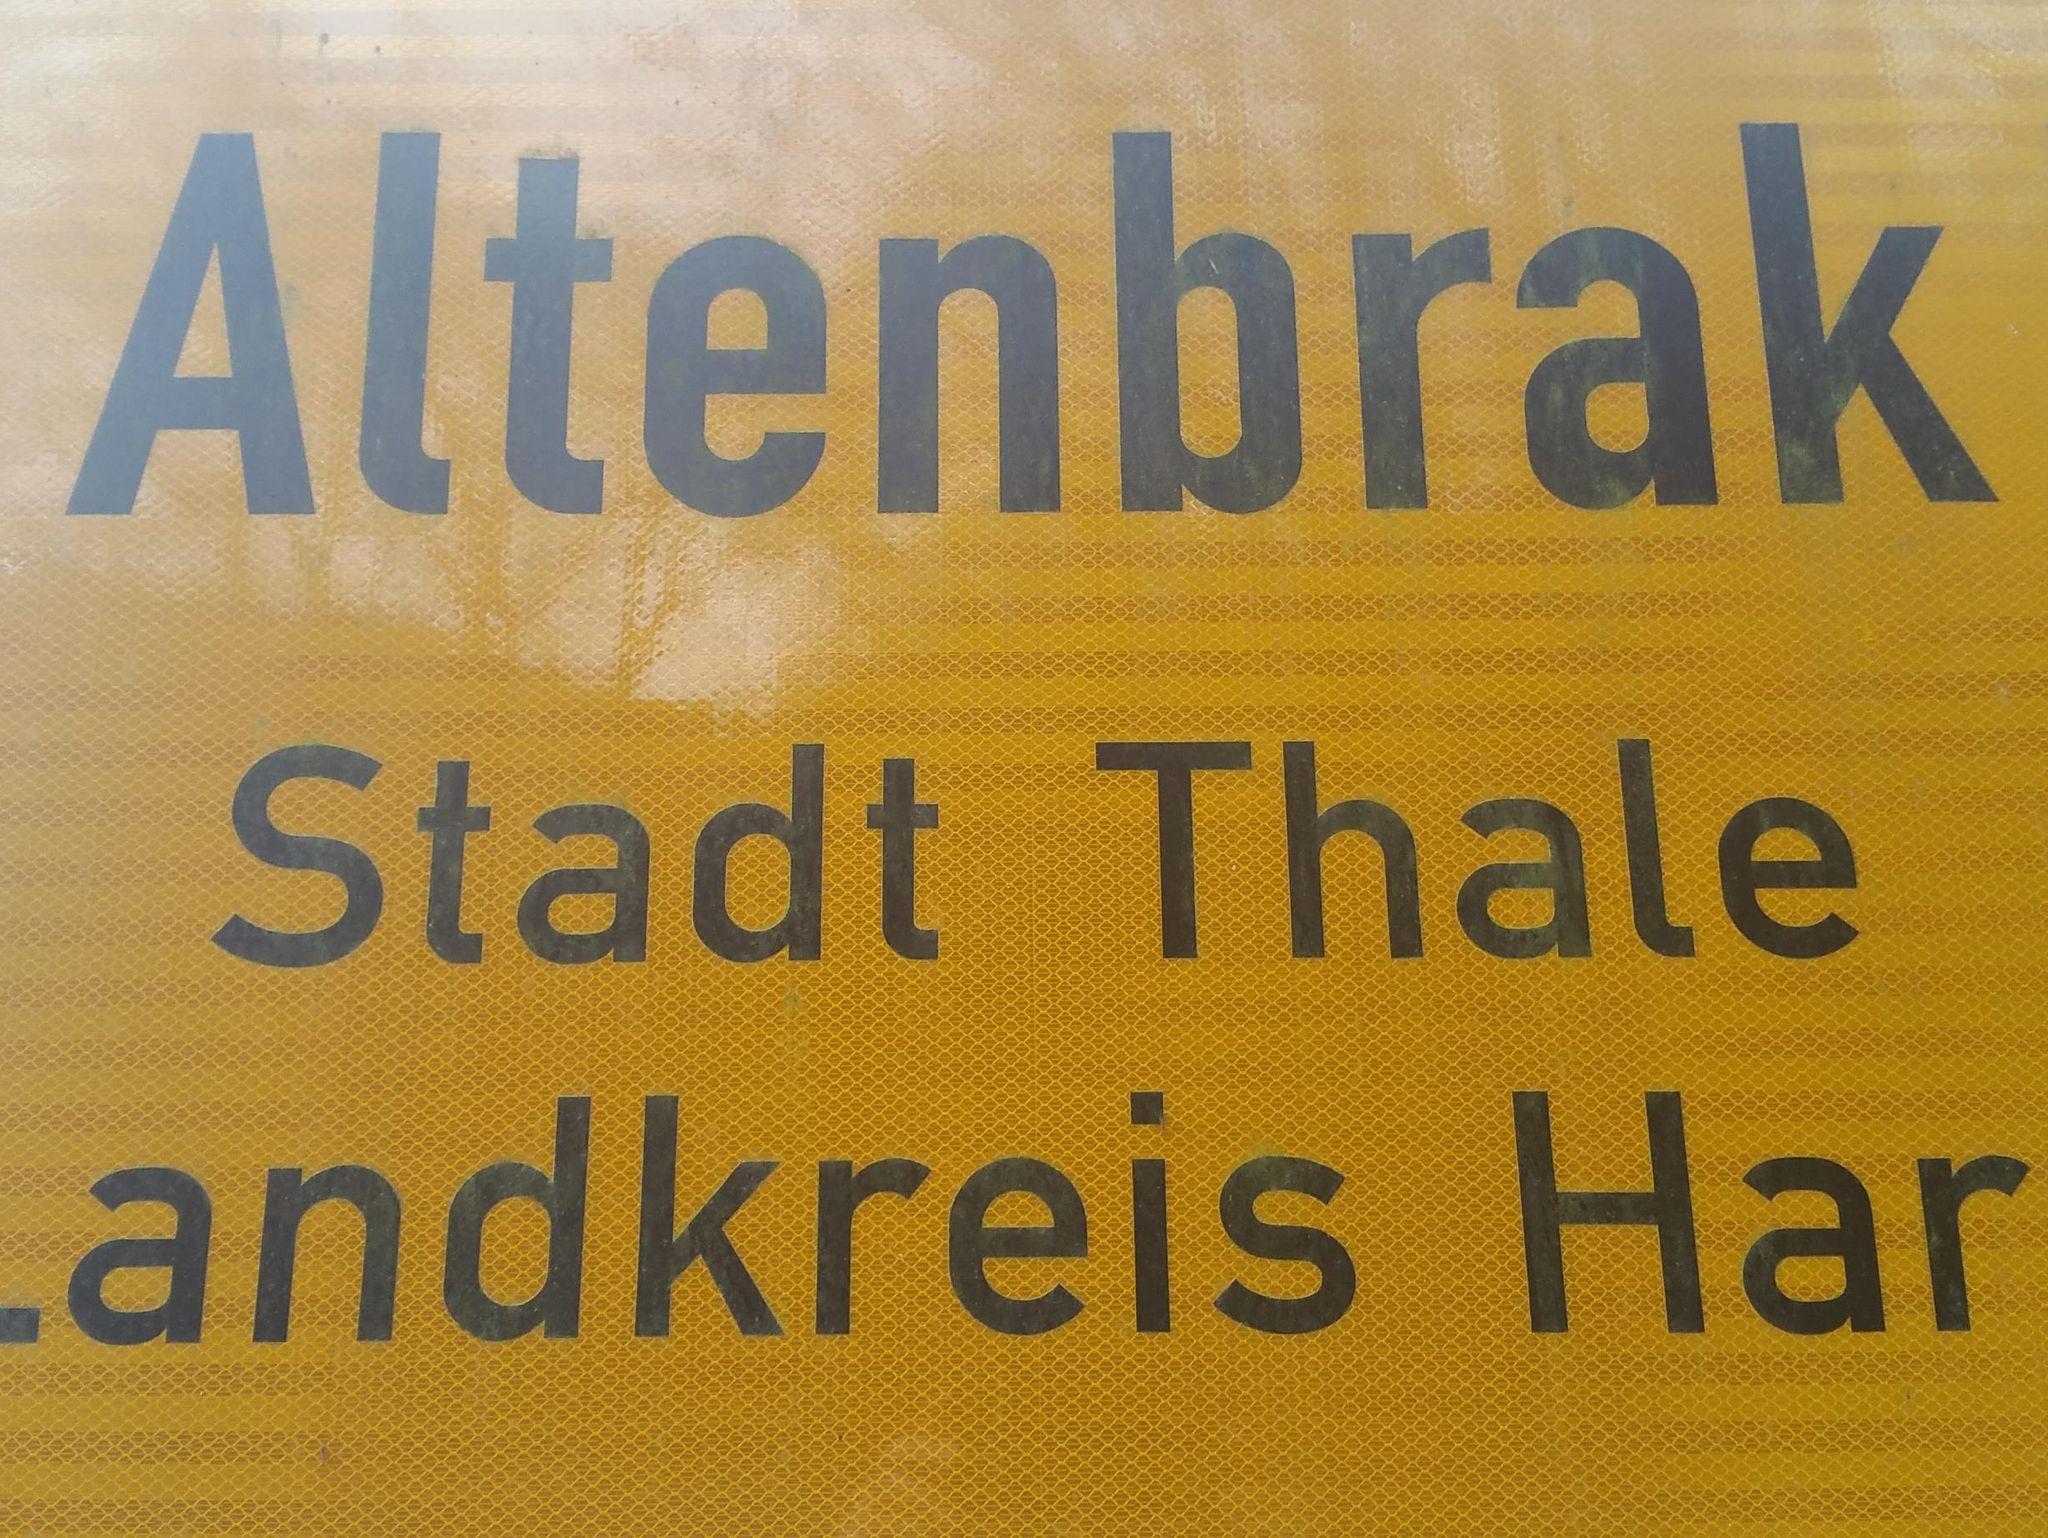 Altenbrak
Stadt Thale
Landkreis Har